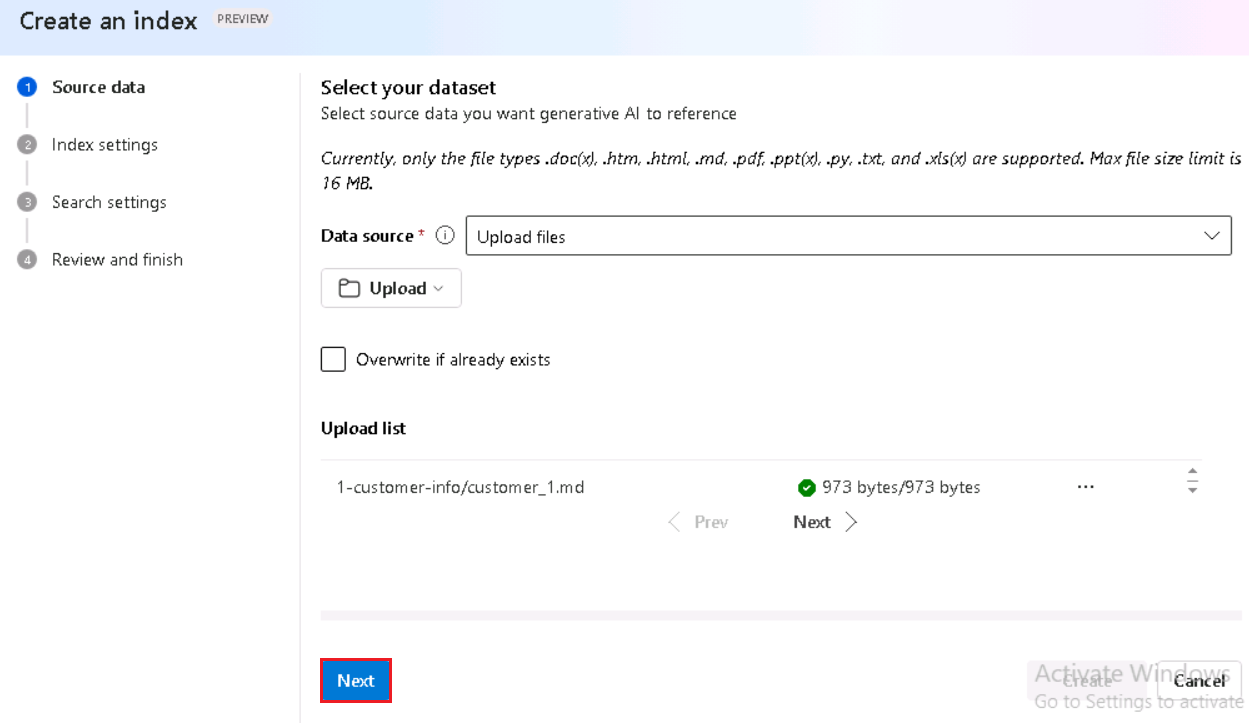 Create an index PREVIEW
1 Source data
2 Index settings
3 Search settings
4 Review and finish
Select your dataset
Select source data you want generative AI to reference
Currently, only the file types .doc(x), .htm, .html, .md, .pdf, .ppt(x), .py, .txt, and .xls(x) are supported. Max file size limit is
16 MB.
Data source * Upload files
Upload
Overwrite if already exists
Upload list
1-customer-info/customer_1.md 973 bytes/973 bytes ...
Prev Next
Next Create Cancel
Activate Windows
Go to Settings to activate